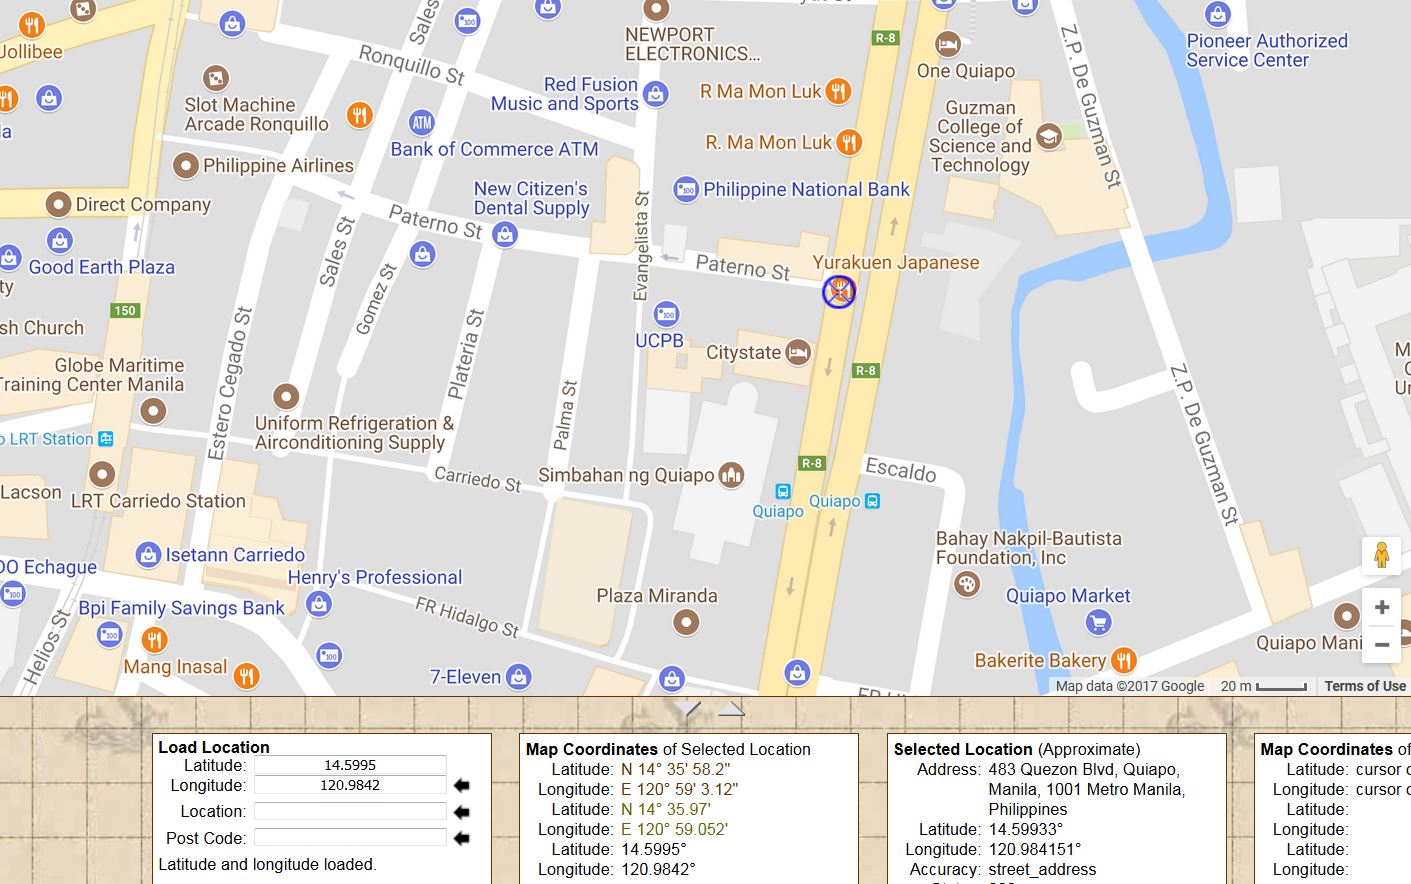 Sales St
R-8
Jollibee
NEWPORT
ELECTRONICS...
Pioneer Authorized
Service Center
Ronquillo St
Z.P. De Guzman St
One Quiapo
Red Fusion
Music and Sports
R Ma Mon Luk
Slot Machine
Arcade Ronquillo
Guzman
College of
Science and
Technology
ATM
Bank of Commerce ATM
R. Ma Mon Luk
Philippine Airlines
New Citizen's
Dental Supply
Philippine National Bank
Direct Company
Paterno St
Sales St
Evangelista St
Good Earth Plaza
Paterno St
Yurakuen Japanese
Gomez St
150
sh Church
UCPB
Plateria St
Citystate
R-8
Globe Maritime
Training Center Manila
Estero Cegado St
Palma St
Z.P. De Guzman St
Uniform Refrigeration &
Airconditioning Supply
LRT Station
Carriedo St
Simbahan ng Quiapo
R-8
Escaldo
Lacson
LRT Carriedo Station
Quiapo
Quiapo
Isetann Carriedo
Bahay Nakpil-Bautista
Foundation, Inc
OO Echague
Henry's Professional
Bpi Family Savings Bank
FR Hidalgo St
Plaza Miranda
Quiapo Market
Helios St
Quiapo Mani
Mang Inasal
7-Eleven
Bakerite Bakery
Map data ©2017 Google 20 m Terms of Use
Load Location
Latitude: 14.5995
Longitude: 120.9842
Location:
Post Code:
Latitude and longitude loaded.
Map Coordinates of Selected Location
Latitude: N 14° 35' 58.2"
Longitude: E 120° 59' 3.12"
Latitude: N 14° 35.97'
Longitude: E 120° 59.052'
Latitude: 14.5995°
Longitude: 120.9842°
Selected Location (Approximate)
Address: 483 Quezon Blvd, Quiapo,
Manila, 1001 Metro Manila,
Philippines
Latitude: 14.59933°
Longitude: 120.984151°
Accuracy: street_address
Map Coordinates of
Latitude: cursor
Longitude: cursor
Latitude:
Longitude:
Latitude:
Longitude: